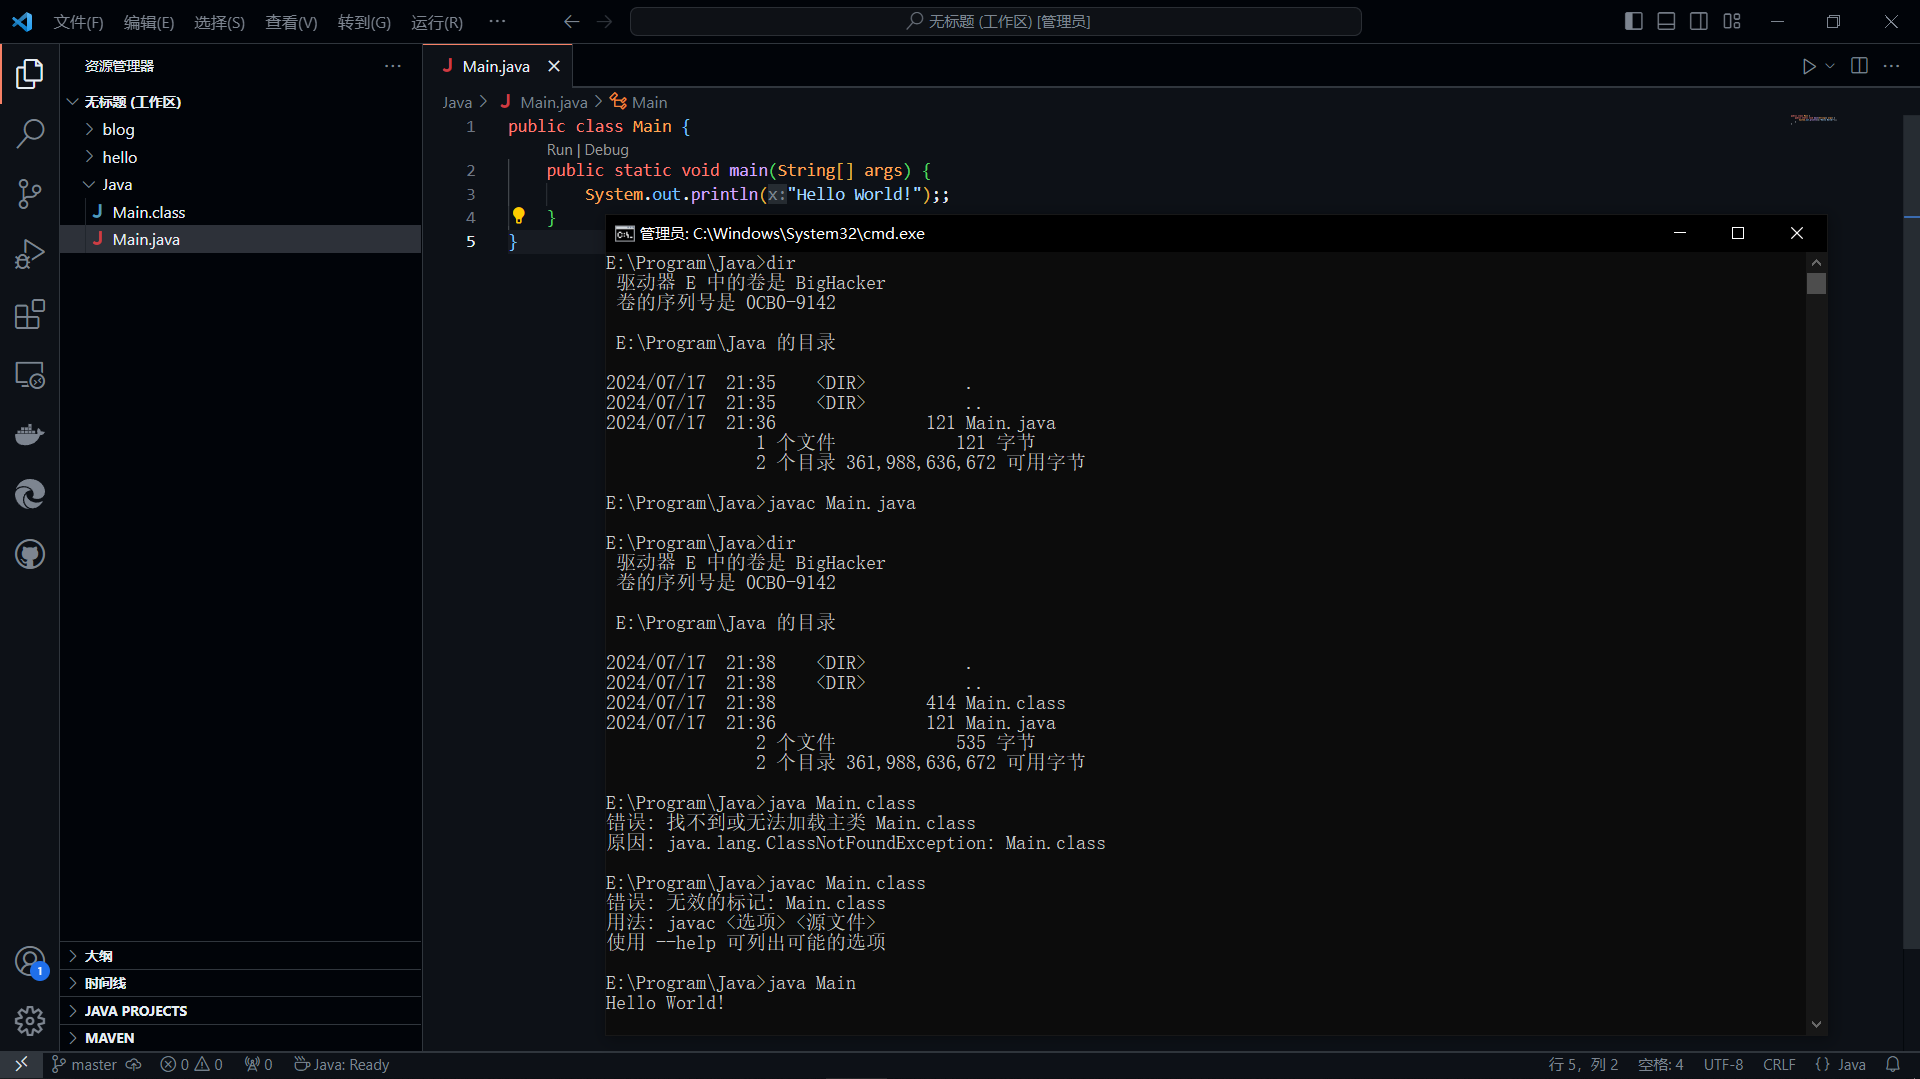 文件(F) 编辑(E) 选择(S) 查看(V) 转到(G) 运行(R) ··· 无标题 (工作区) [管理员]
资源管理器 ···
无标题 (工作区)
blog
hello
Java
Main.class
Main.java
大纲
时间线
JAVA PROJECTS
MAVEN
1
Main.java
Java > Main.java > Main
1 public class Main {
Run | Debug
2 public static void main(String[] args) {
3 System.out.println(x:"Hello World!");;
4 }
5 }
管理员: C:\Windows\System32\cmd.exe
E:\Program\Java>dir
驱动器 E 中的卷是 BigHacker
卷的序列号是 0CB0-9142
E:\Program\Java 的目录
2024/07/17 21:35 <DIR> .
2024/07/17 21:35 <DIR> ..
2024/07/17 21:36 121 Main.java
1 个文件 121 字节
2 个目录 361,988,636,672 可用字节
E:\Program\Java>javac Main.java
E:\Program\Java>dir
驱动器 E 中的卷是 BigHacker
卷的序列号是 0CB0-9142
E:\Program\Java 的目录
2024/07/17 21:38 <DIR> .
2024/07/17 21:38 <DIR> ..
2024/07/17 21:38 414 Main.class
2024/07/17 21:36 121 Main.java
2 个文件 535 字节
2 个目录 361,988,636,672 可用字节
E:\Program\Java>java Main.class
错误: 找不到或无法加载主类 Main.class
原因: java.lang.ClassNotFoundException: Main.class
E:\Program\Java>javac Main.class
错误: 无效的标记: Main.class
用法: javac <选项> <源文件>
使用 --help 可列出可能的选项
E:\Program\Java>java Main
Hello World!
master 0 0 0 Java: Ready 行 5，列 2 空格: 4 UTF-8 CRLF {} Java